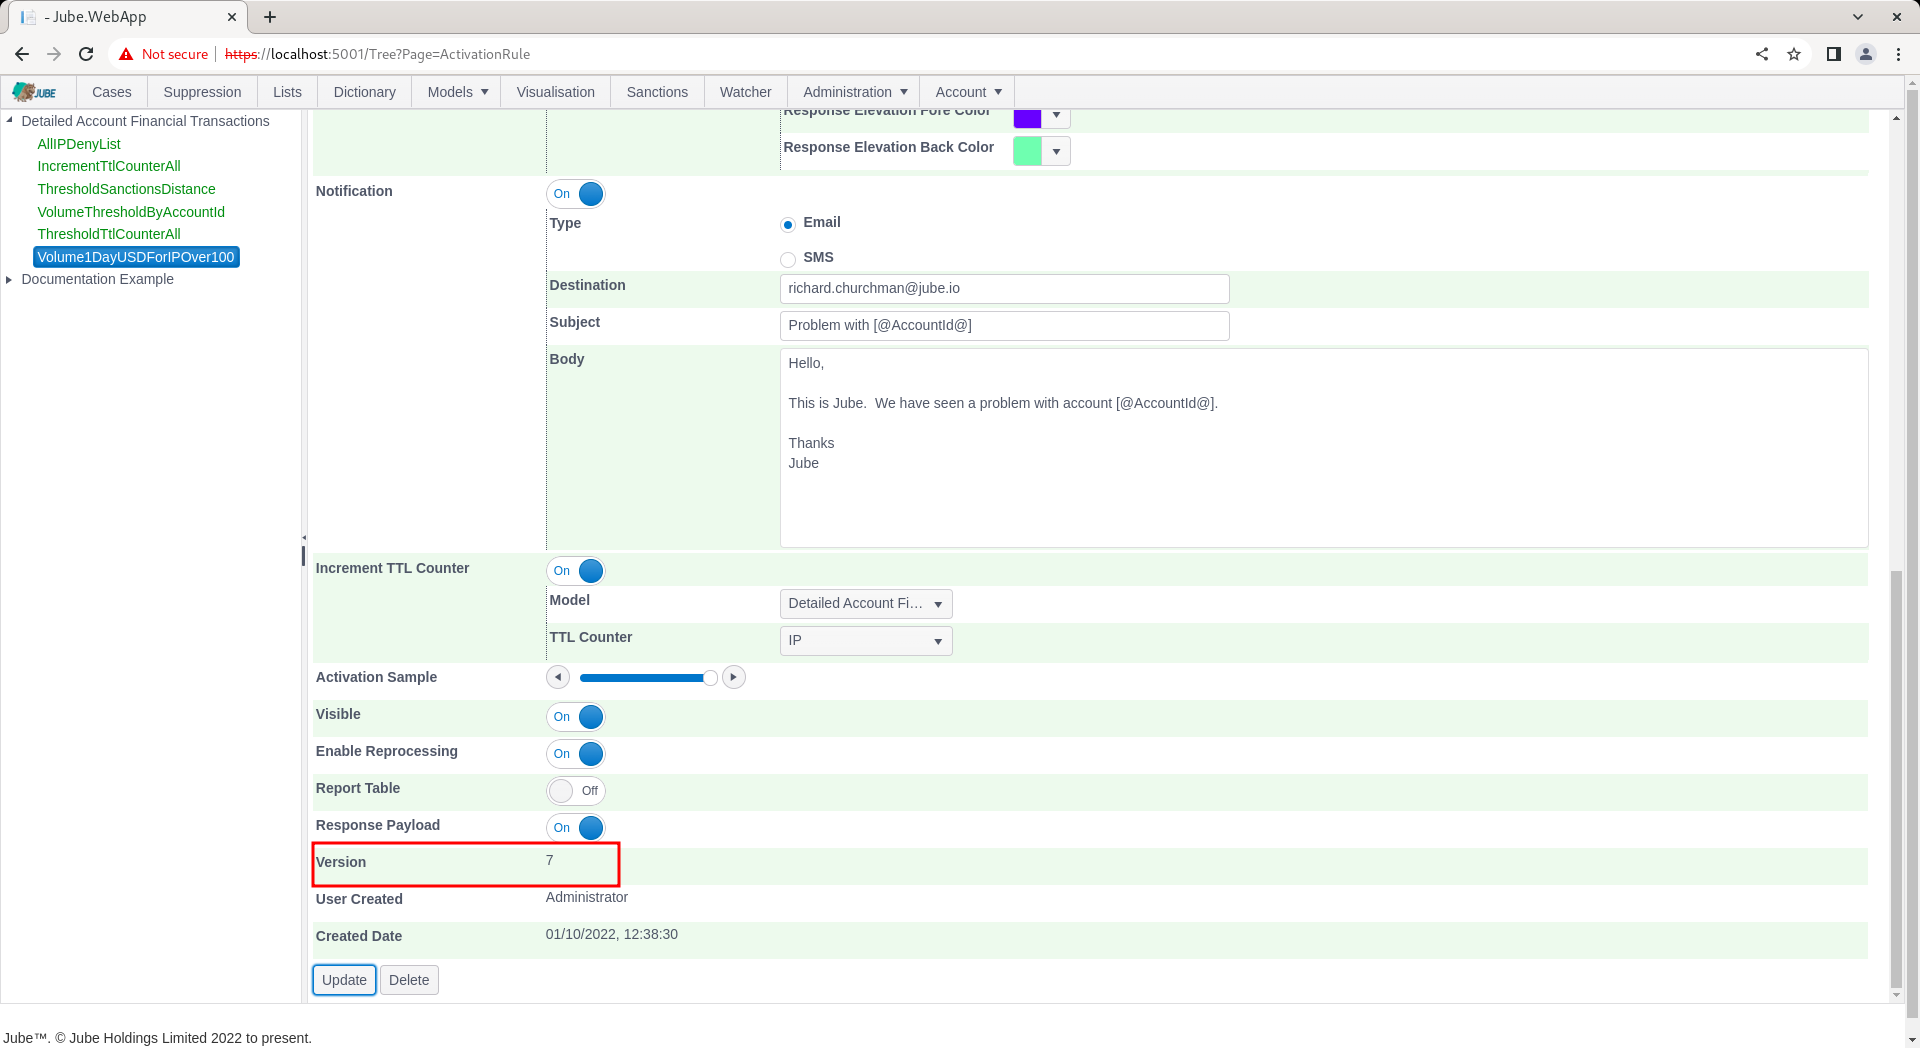 - Jube.WebApp
Not secure https://localhost:5001/Tree?Page=ActivationRule
JUBE Cases Suppression Lists Dictionary Models Visualisation Sanctions Watcher Administration Account
Detailed Account Financial Transactions
AllIPDenyList
IncrementTtlCounterAll
ThresholdSanctionsDistance
VolumeThresholdByAccountId
ThresholdTtlCounterAll
Volume1DayUSDForIPOver100
Documentation Example
Response Elevation Fore Color
Response Elevation Back Color
Notification On
Type Email
SMS
Destination richard.churchman@jube.io
Subject Problem with [@AccountId@]
Body Hello,
This is Jube.  We have seen a problem with account [@AccountId@].
Thanks
Jube
Increment TTL Counter On
Model Detailed Account Fi...
TTL Counter IP
Activation Sample
Visible On
Enable Reprocessing On
Report Table Off
Response Payload On
Version 7
User Created Administrator
Created Date 01/10/2022, 12:38:30
Update Delete
Jube™. © Jube Holdings Limited 2022 to present.